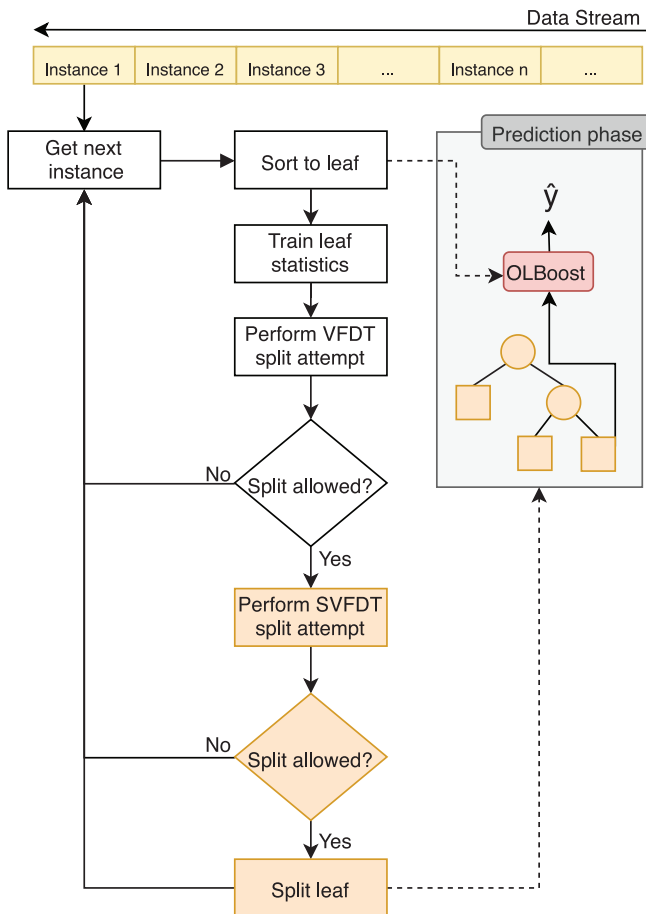 Data Stream
Instance 1 Instance 2 Instance 3 ... Instance n ...
Get next
instance
Sort to leaf
Prediction phase
ŷ
OLBoost
Train leaf
statistics
Perform VFDT
split attempt
Split allowed?
No
Yes
Perform SVFDT
split attempt
Split allowed?
No
Yes
Split leaf